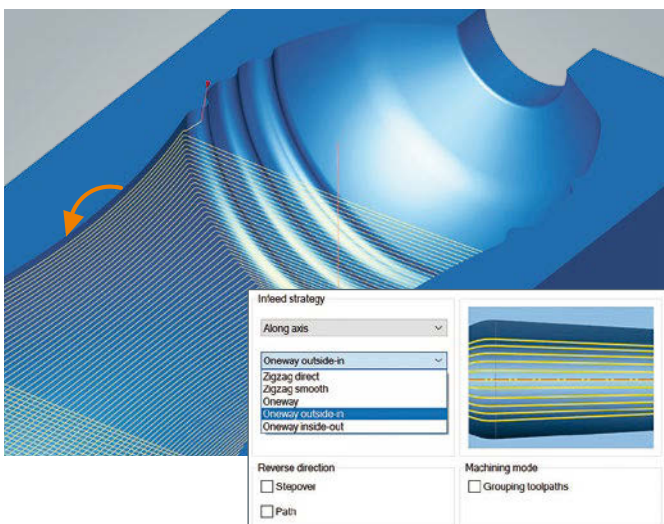 Infeed strategy
Along axis
Oneway outside-in
Zigzag direct
Zigzag smooth
Oneway
Oneway outside-in
Oneway inside-out
Reverse direction
Stepover
Path
Machining mode
Grouping toolpaths